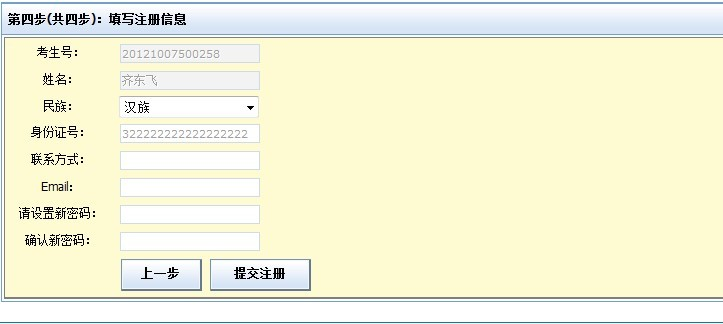 第四步(共四步)：填写注册信息
考生号： 20121007500258
姓名： 齐东飞
民族： 汉族
身份证号： 322222222222222222
联系方式：
Email：
请设置新密码：
确认新密码：
上一步 提交注册